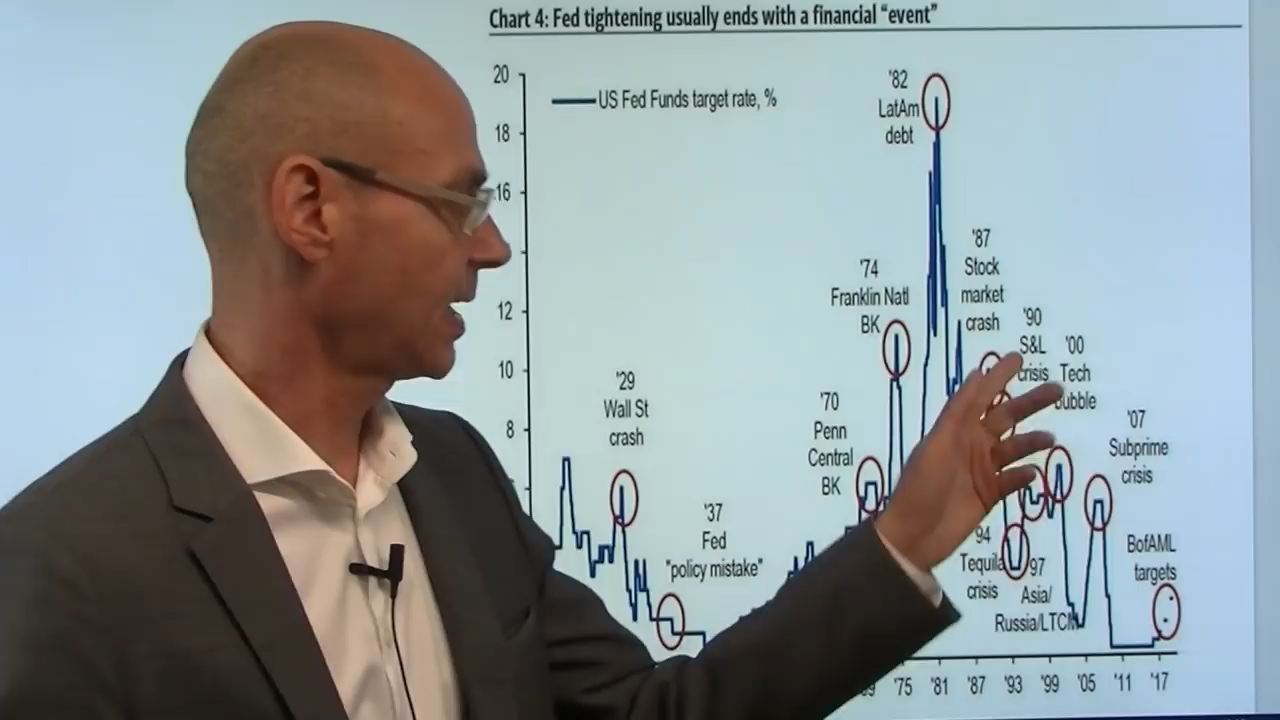 Chart 4: Fed tightening usually ends with a financial “event”
20
US Fed Funds target rate, %
'82
LatAm
debt
18
16
'74
Franklin Natl
BK
'87
Stock
market
crash
12
'90
S&L
crisis
'00
Tech
bubble
10
'29
Wall St
crash
'70
Penn
Central
BK
8
'07
Subprime
crisis
'37
Fed
"policy mistake"
'94
Tequila
crisis
'97
Asia/
Russia/LTCM
BofAML
targets
'75 '81 '87 '93 '99 '05 '11 '17